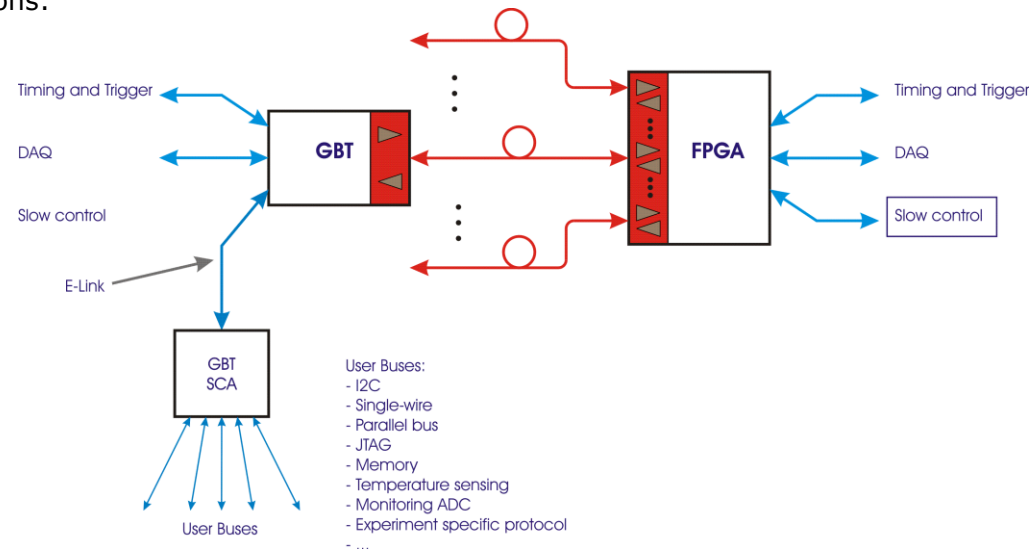 ons:
Timing and Trigger
DAQ
Slow control
E-Link
GBT
FPGA
Timing and Trigger
DAQ
Slow control
GBT
SCA
User Buses
User Buses:
- I2C
- Single-wire
- Parallel bus
- JTAG
- Memory
- Temperature sensing
- Monitoring ADC
- Experiment specific protocol
- ...